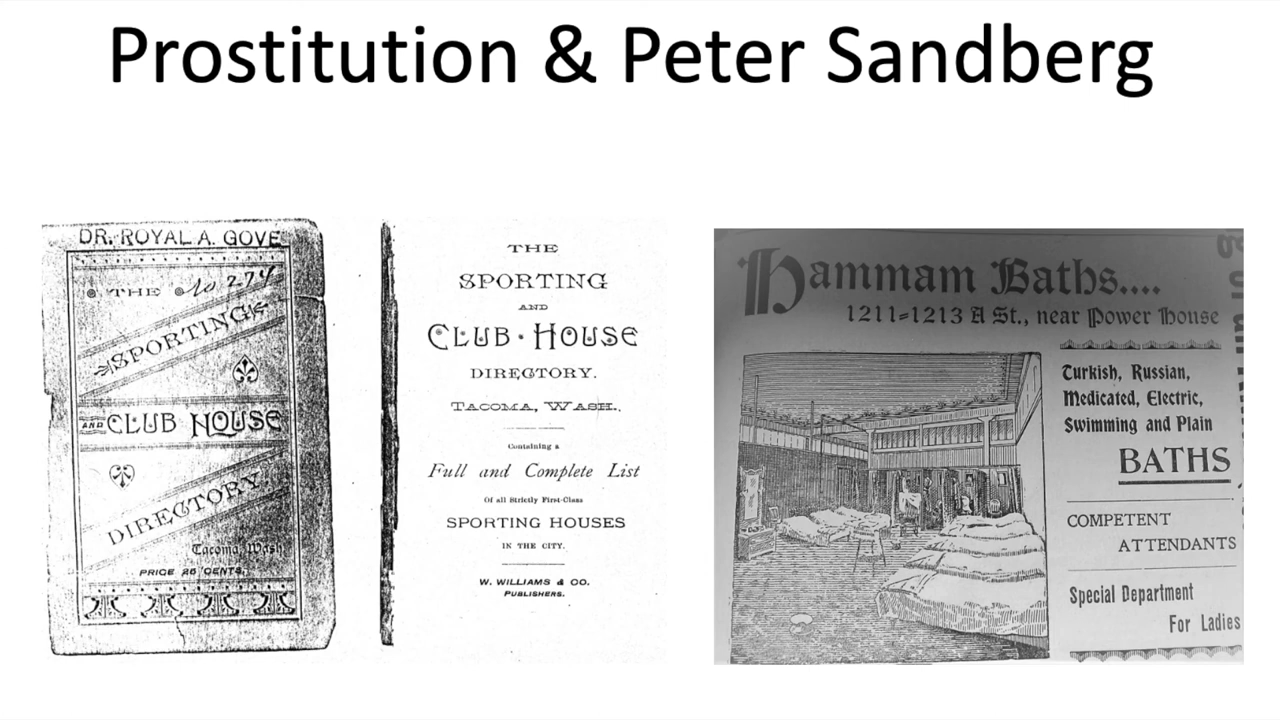 Prostitution & Peter Sandberg
DR. ROYAL A. GOVE
THE No 274
SPORTING
AND CLUB HOUSE
DIRECTORY
Tacoma, Wash
PRICE 25 CENTS.
THE
SPORTING
AND
CLUB-HOUSE
DIRECTORY.
TACOMA, WASH.
Containing a
Full and Complete List
Of all Strictly First-Class
SPORTING HOUSES
IN THE CITY.
W. WILLIAMS & CO.
PUBLISHERS.
Hammam Baths....
1211=1213 A St., near Power House
Turkish, Russian,
Medicated, Electric,
Swimming and Plain
BATHS
COMPETENT
ATTENDANTS
Special Department
For Ladies